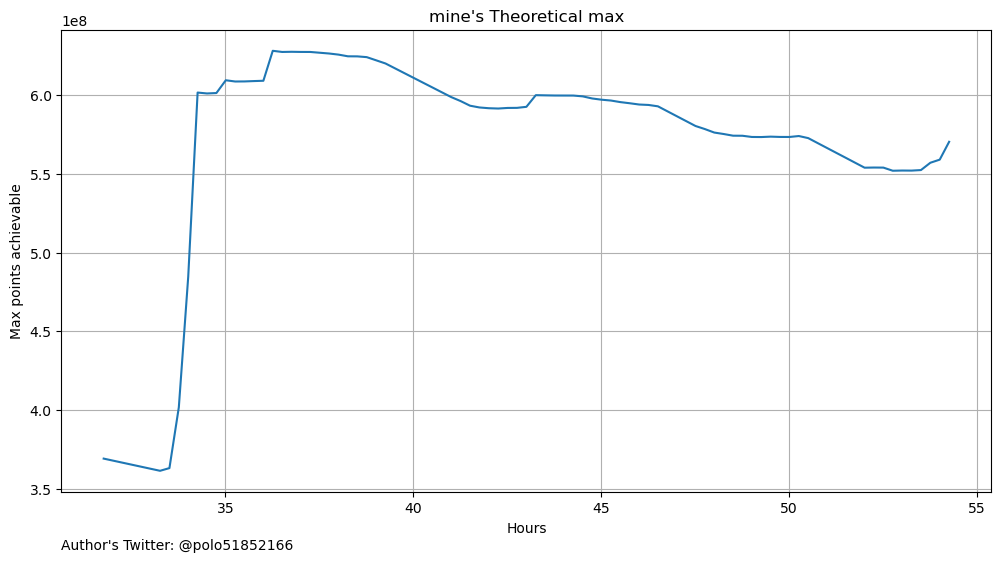 mine's Theoretical max
1e8
6.0
5.5
5.0
4.5
4.0
3.5
Max points achievable
35 40 45 50 55
Hours
Author's Twitter: @polo51852166